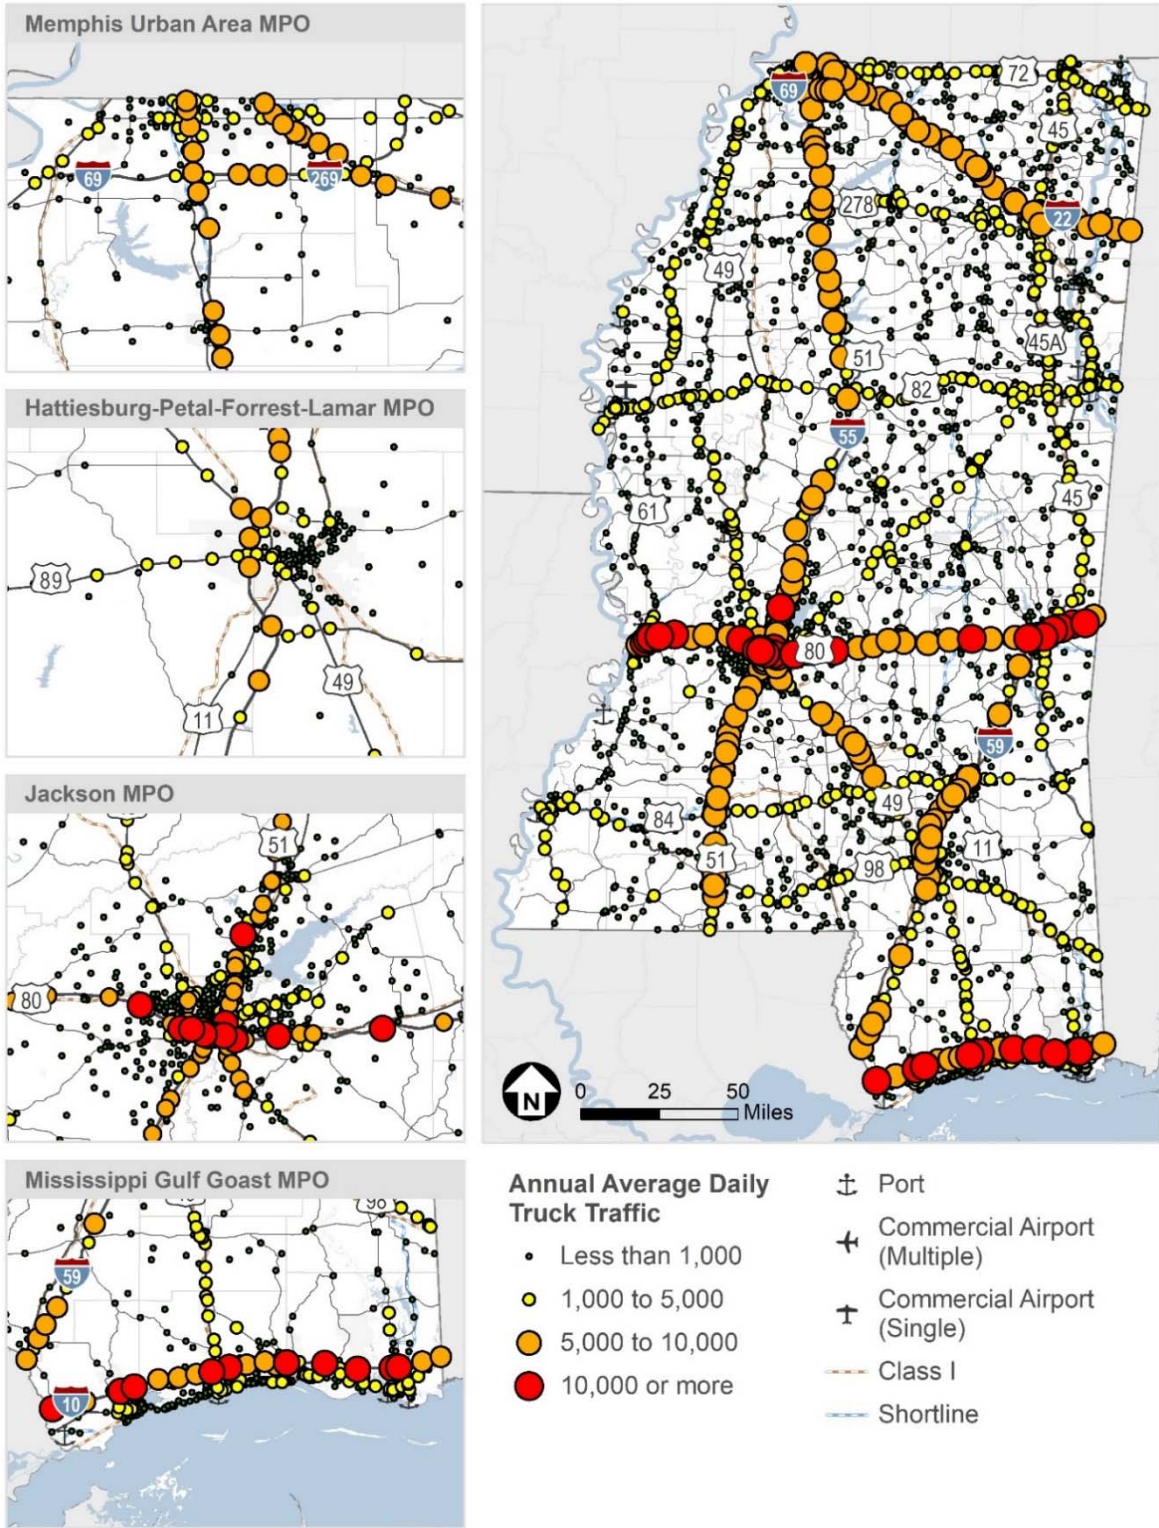 Memphis Urban Area MPO
69
269
Hattiesburg-Petal-Forrest-Lamar MPO
89
49
11
Jackson MPO
51
80
Mississippi Gulf Goast MPO
98
59
10
72
69
45
278
22
49
45A
51
82
55
61
45
80
59
49
84
51
98
11
N
0 25 50
Miles
Annual Average Daily
Truck Traffic
Less than 1,000
1,000 to 5,000
5,000 to 10,000
10,000 or more
Port
Commercial Airport
(Multiple)
Commercial Airport
(Single)
Class I
Shortline